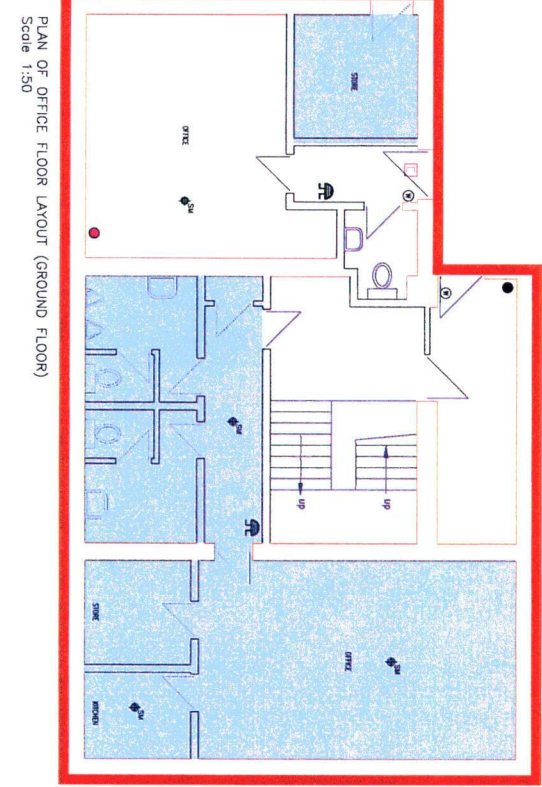 PLAN OF OFFICE FLOOR LAYOUT (GROUND FLOOR)
Scale 1:50
STORE
OFFICE
SM
W
W
SM
UP
UP
OFFICE
SM
STORE
KITCHEN
SM